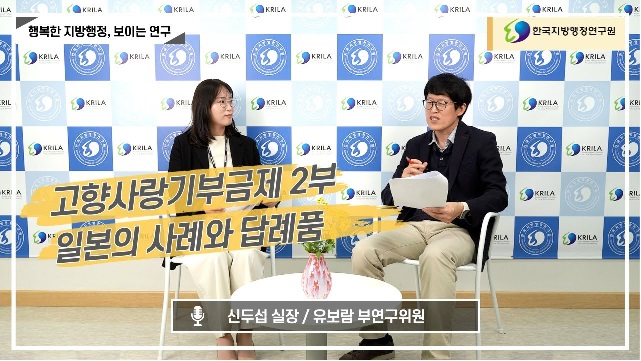 행복한 지방행정, 보이는 연구
한국지방행정연구원
KRILA
고향사랑기부금제 2부
일본의 사례와 답례품
신두섭 실장 / 유보람 부연구위원